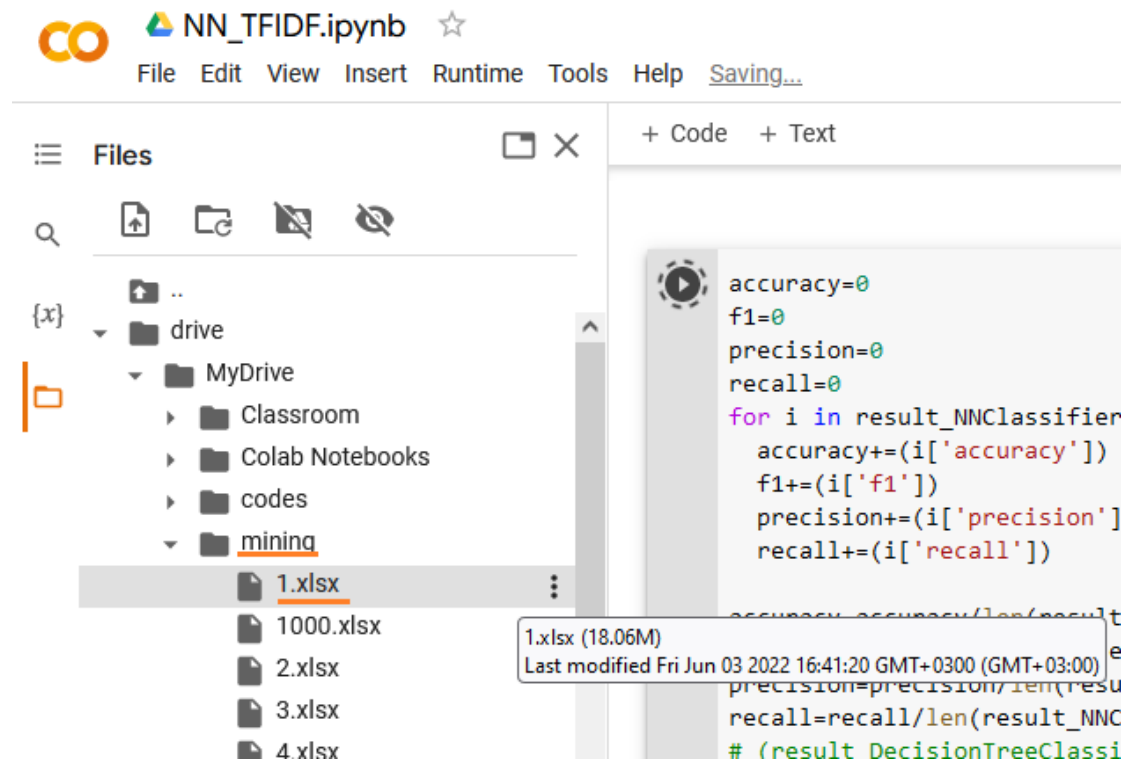 NN_TFIDF.ipynb
File Edit View Insert Runtime Tools Help Saving...
Files
+ Code + Text
{x}
..
drive
MyDrive
Classroom
Colab Notebooks
codes
mining
1.xlsx
1000.xlsx
2.xlsx
3.xlsx
4.xlsx
1.xlsx (18.06M)
Last modified Fri Jun 03 2022 16:41:20 GMT+0300 (GMT+03:00)
accuracy=0
f1=0
precision=0
recall=0
for i in result_NNClassifier
accuracy+=(i['accuracy'])
f1+=(i['f1'])
precision+=(i['precision']
recall+=(i['recall'])
accuracy=accuracy/len(result
precision=precision/len(resu
recall=recall/len(result_NNC
# (result_DecisionTreeClassi